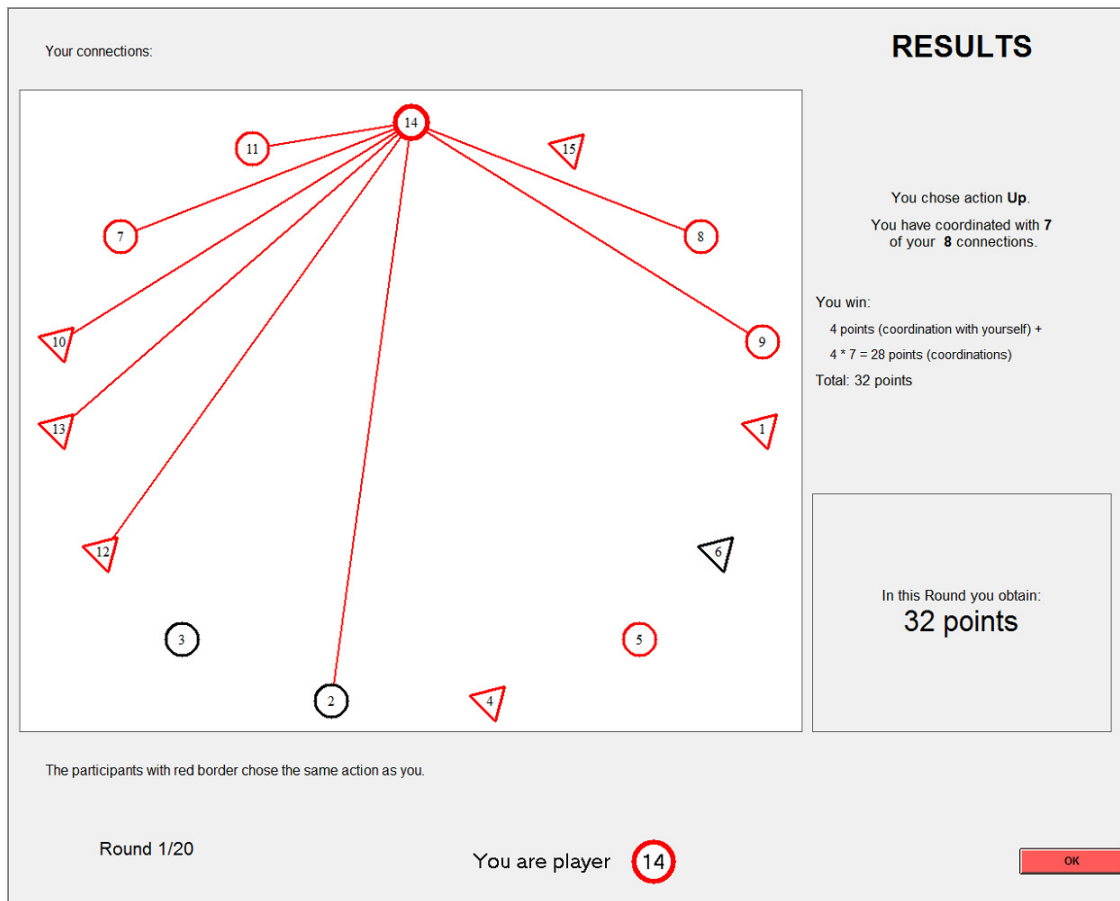 Your connections:
RESULTS
14
11
15
7
8
10
9
13
1
12
6
3
5
2
4
You chose action Up.
You have coordinated with 7
of your 8 connections.
You win:
4 points (coordination with yourself) +
4 * 7 = 28 points (coordinations)
Total: 32 points
In this Round you obtain:
32 points
The participants with red border chose the same action as you.
Round 1/20
You are player 14
OK